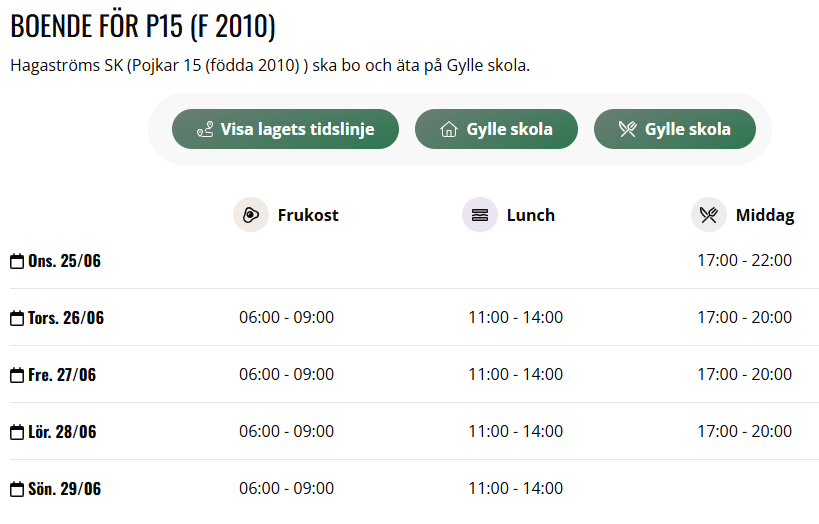 BOENDE FÖR P15 (F 2010)
Hagaströms SK (Pojkar 15 (födda 2010) ) ska bo och äta på Gylle skola.
Visa lagets tidslinje Gylle skola Gylle skola
Frukost Lunch Middag
Ons. 25/06 17:00 - 22:00
Tors. 26/06 06:00 - 09:00 11:00 - 14:00 17:00 - 20:00
Fre. 27/06 06:00 - 09:00 11:00 - 14:00 17:00 - 20:00
Lör. 28/06 06:00 - 09:00 11:00 - 14:00 17:00 - 20:00
Sön. 29/06 06:00 - 09:00 11:00 - 14:00